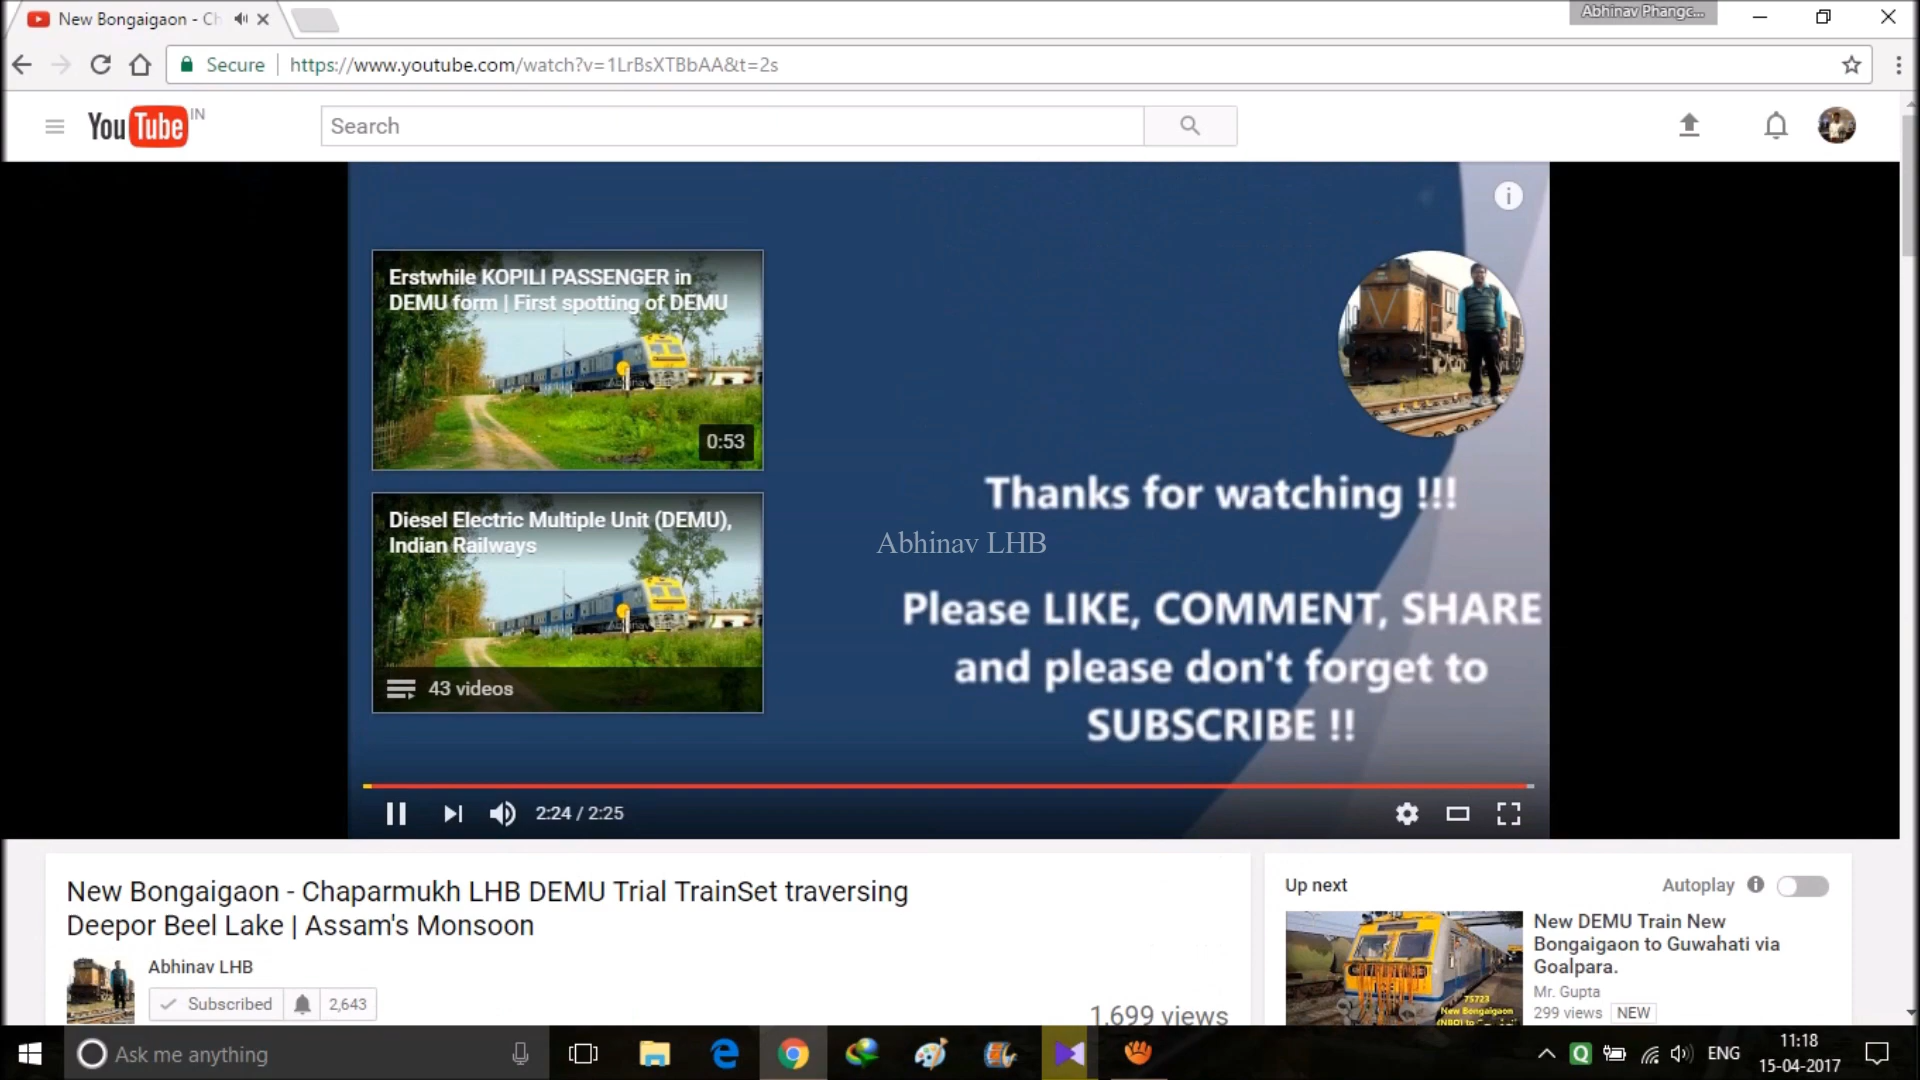 New Bongaigaon - Ch
Abhinav Phangc...
Secure
https://www.youtube.com/watch?v=1LrBsXTBbAA&t=2s
YouTube IN
Search
Erstwhile KOPILI PASSENGER in
DEMU form | First spotting of DEMU
0:53
Diesel Electric Multiple Unit (DEMU),
Indian Railways
43 videos
Thanks for watching !!!
Abhinav LHB
Please LIKE, COMMENT, SHARE
and please don't forget to
SUBSCRIBE !!
2:24 / 2:25
New Bongaigaon - Chaparmukh LHB DEMU Trial TrainSet traversing
Deepor Beel Lake | Assam's Monsoon
Abhinav LHB
Subscribed 2,643
1,699 views
Up next
Autoplay
New DEMU Train New
Bongaigaon to Guwahati via
Goalpara.
Mr. Gupta
299 views NEW
75723
New Bongaigaon
Ask me anything
ENG
11:18
15-04-2017